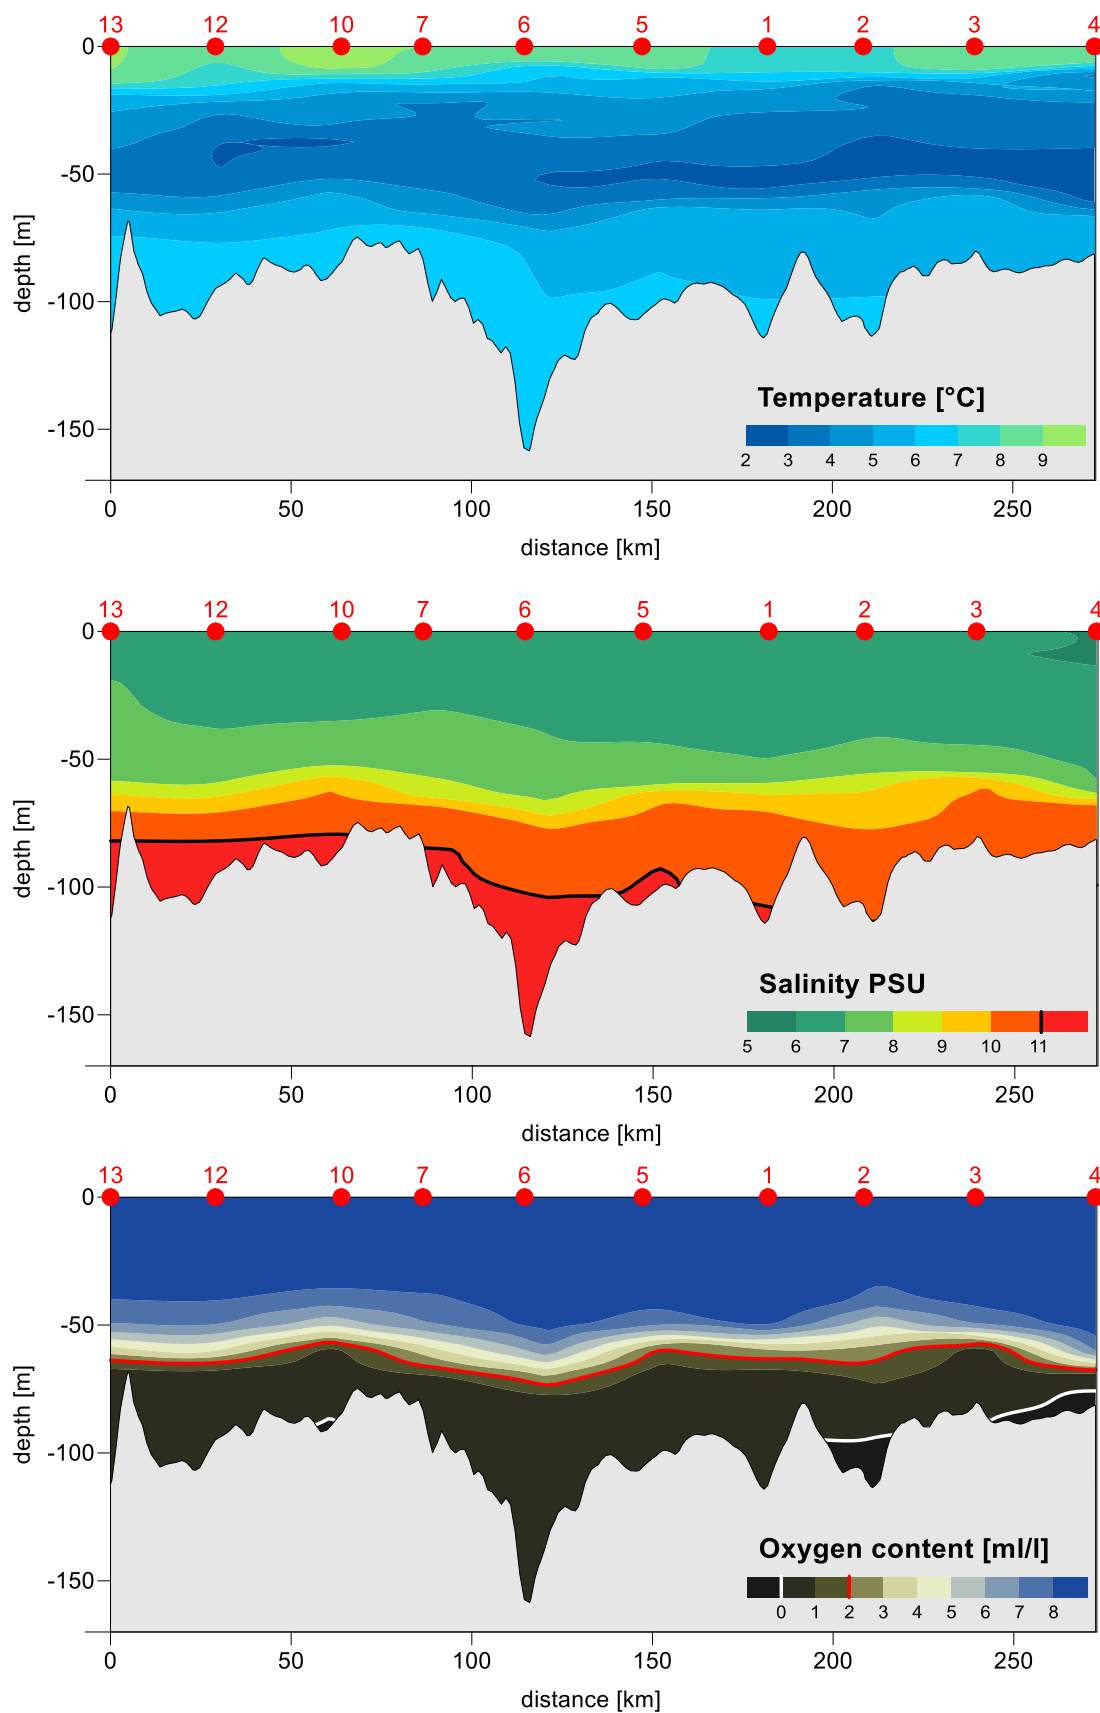 13 12 10 7 6 5 1 2 3 4
0
-50
-100
-150
depth [m]
Temperature [°C]
2 3 4 5 6 7 8 9
0 50 100 150 200 250
distance [km]
13 12 10 7 6 5 1 2 3 4
0
-50
-100
-150
depth [m]
Salinity PSU
5 6 7 8 9 10 11
0 50 100 150 200 250
distance [km]
13 12 10 7 6 5 1 2 3 4
0
-50
-100
-150
depth [m]
Oxygen content [ml/l]
0 1 2 3 4 5 6 7 8
0 50 100 150 200 250
distance [km]